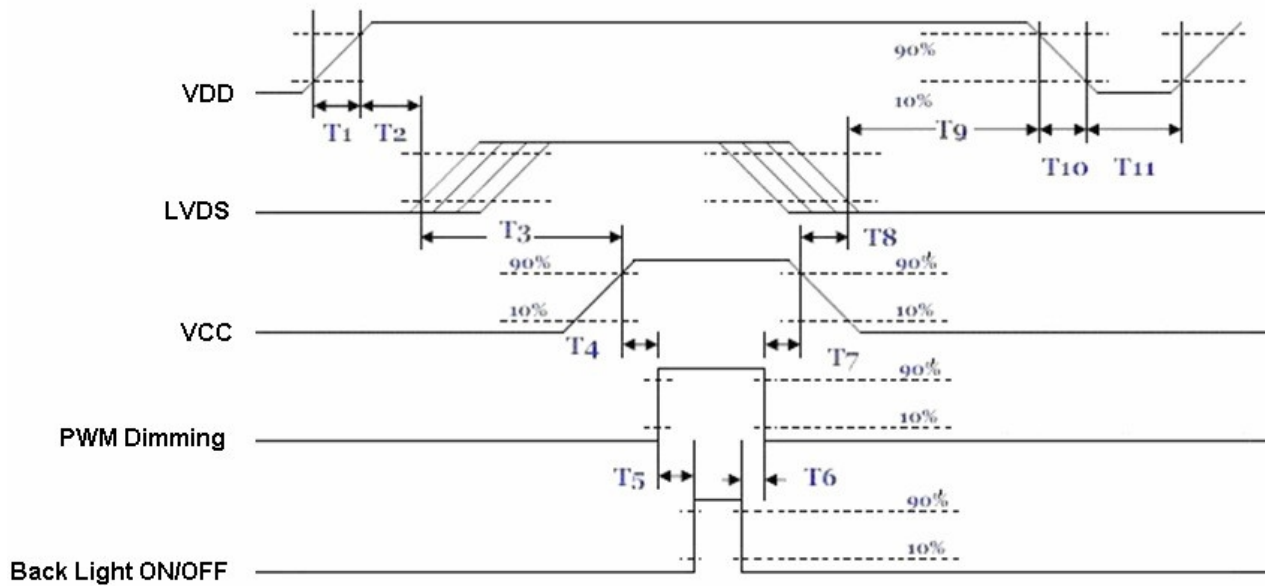 90%
VDD
10%
T1 T2 T9 T10 T11
LVDS
T3 T8
90% 90%
10% 10%
VCC
T4 T7
90%
10%
PWM Dimming
T5 T6
90%
10%
Back Light ON/OFF